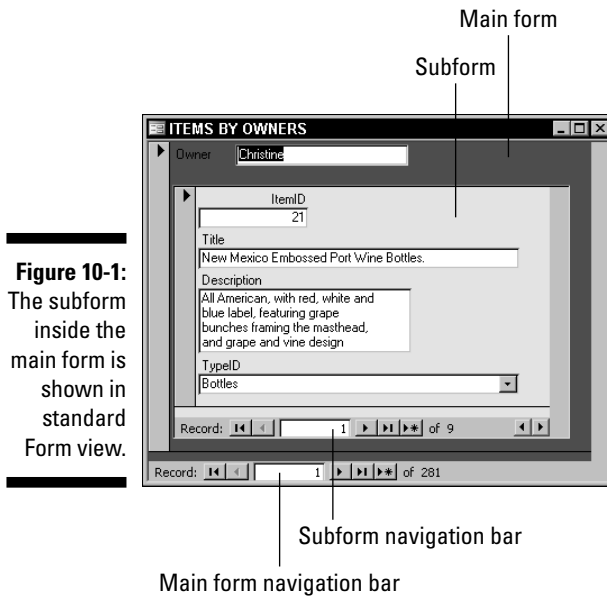 Main form
Subform
ITEMS BY OWNERS
Owner Christine
ItemID
21
Title
New Mexico Embossed Port Wine Bottles.
Description
All American, with red, white and
blue label, featuring grape
bunches framing the masthead,
and grape and vine design
TypeID
Bottles
Record: 1 of 9
Record: 1 of 281
Figure 10-1:
The subform
inside the
main form is
shown in
standard
Form view.
Subform navigation bar
Main form navigation bar